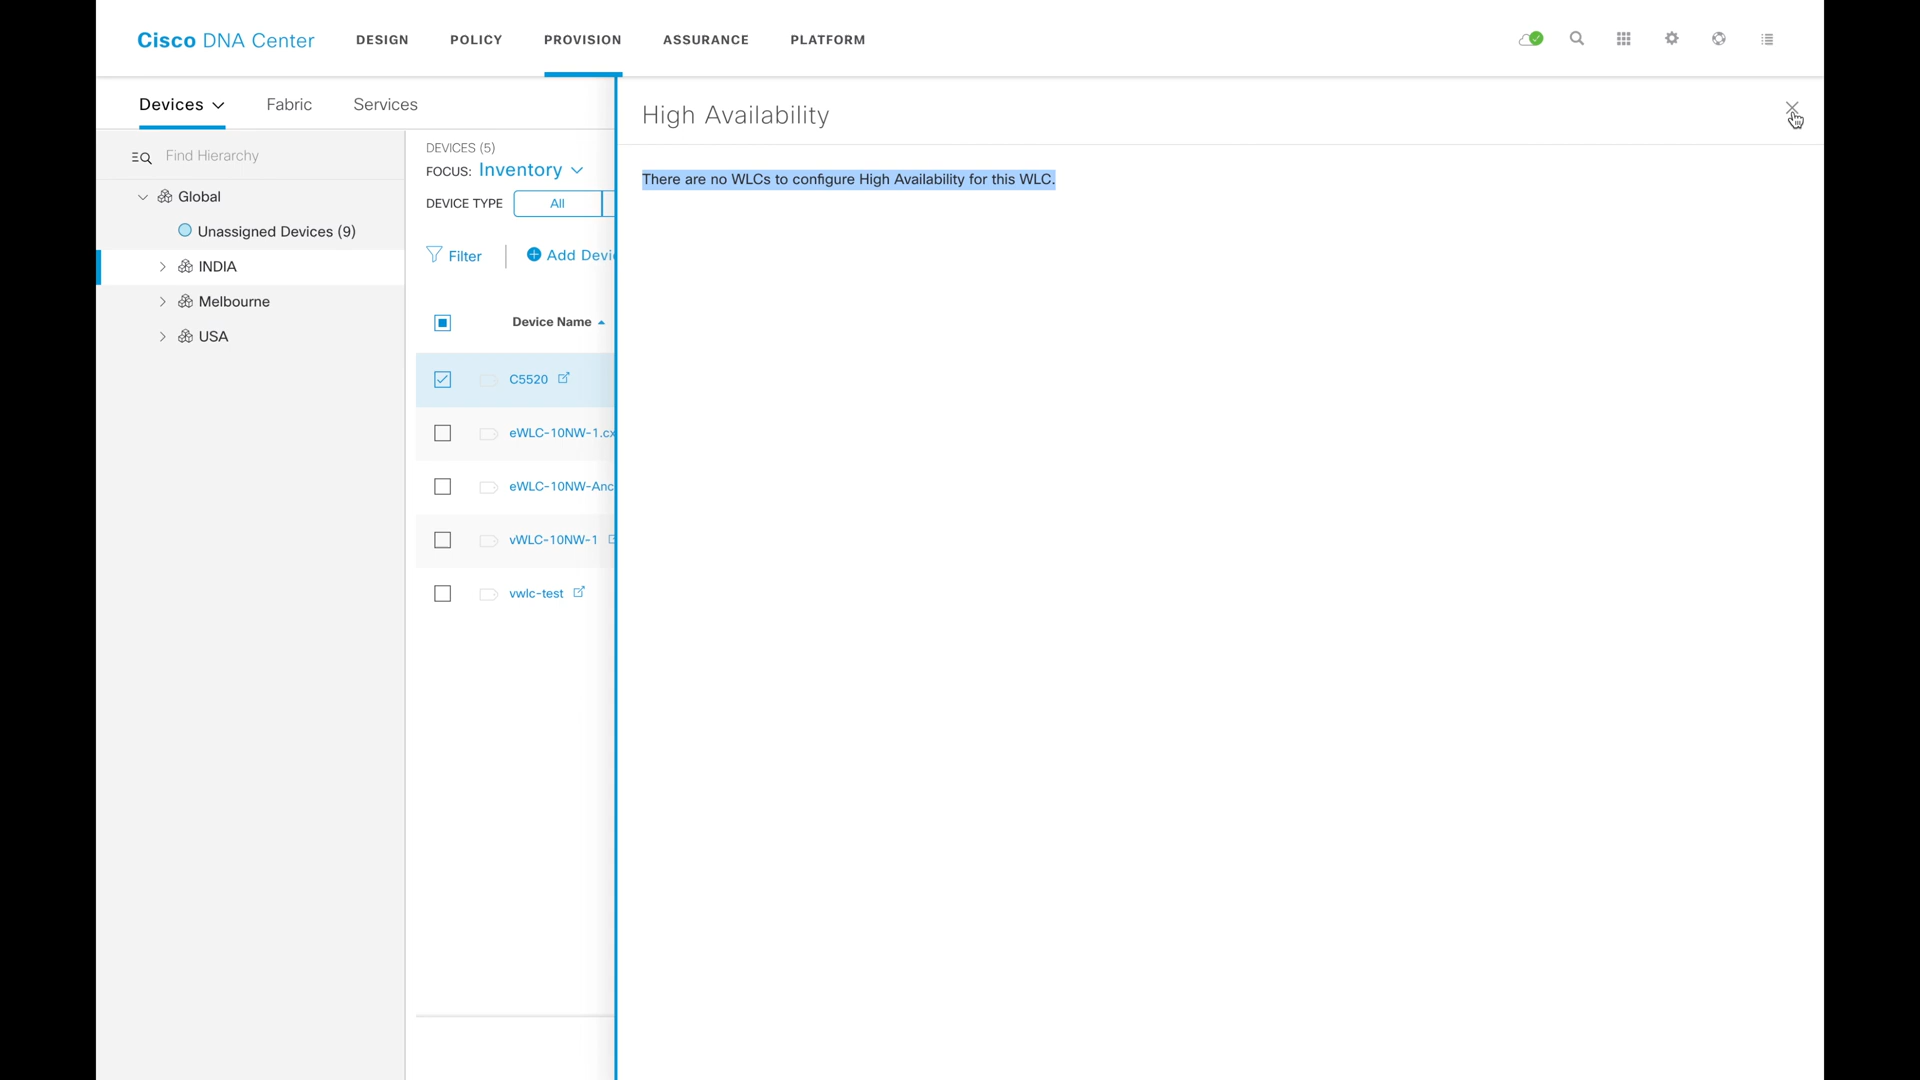 Cisco DNA Center
DESIGN
POLICY
PROVISION
ASSURANCE
PLATFORM
Devices
Fabric
Services
High Availability
Find Hierarchy
Global
Unassigned Devices (9)
INDIA
Melbourne
USA
DEVICES (5)
FOCUS: Inventory
DEVICE TYPE
All
Filter
Add Devi
Device Name
C5520
eWLC-10NW-1.cx
eWLC-10NW-Anc
vWLC-10NW-1
vwlc-test
There are no WLCs to configure High Availability for this WLC.